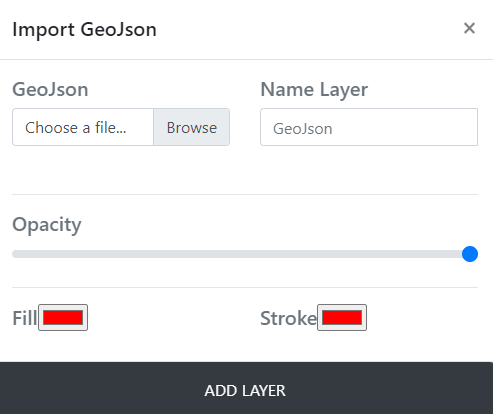 Import GeoJson ×
GeoJson
Name Layer
Choose a file... Browse
GeoJson
Opacity
Fill
Stroke
ADD LAYER